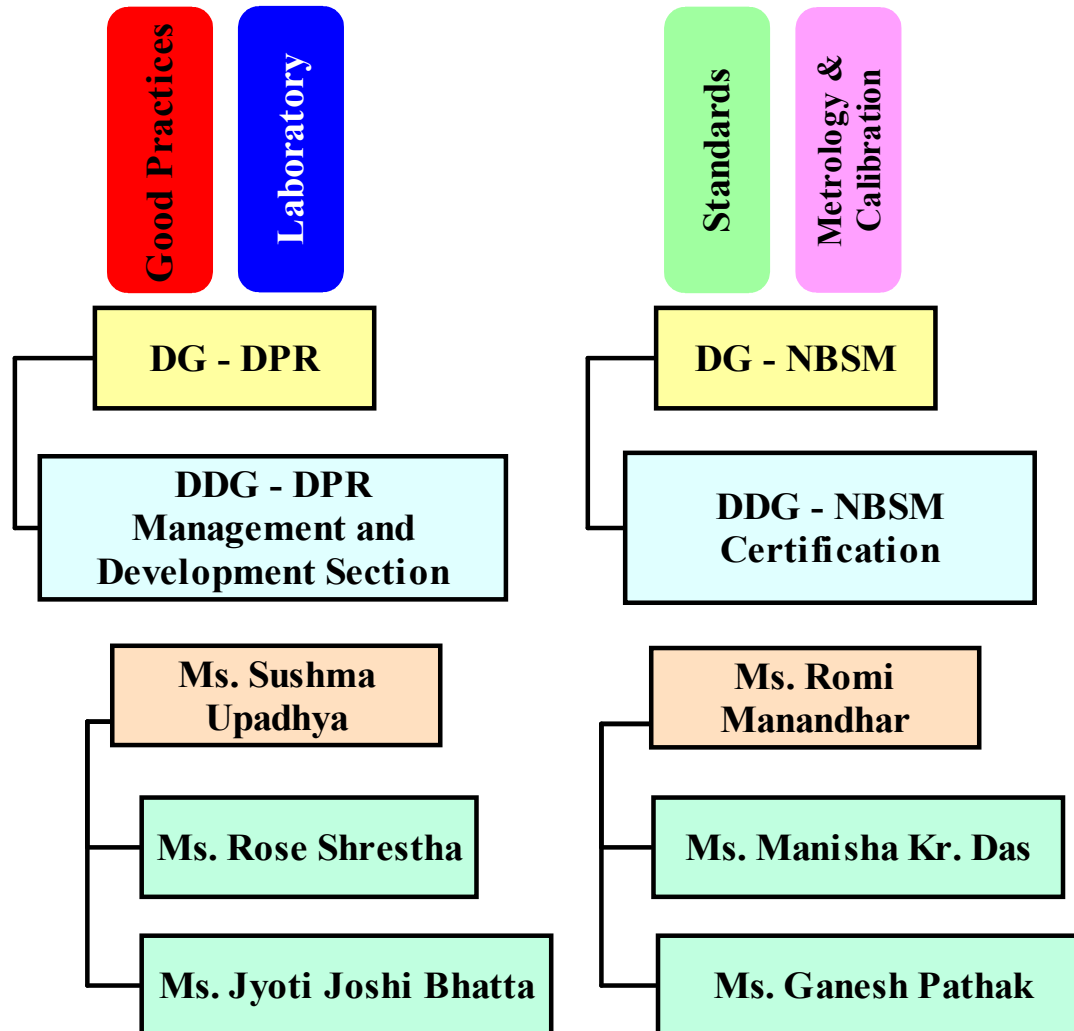 Good Practices
Laboratory
Standards
Metrology &
Calibration
DG - DPR
DG - NBSM
DDG - DPR
Management and
Development Section
DDG - NBSM
Certification
Ms. Sushma
Upadhya
Ms. Romi
Manandhar
Ms. Rose Shrestha
Ms. Manisha Kr. Das
Ms. Jyoti Joshi Bhatta
Ms. Ganesh Pathak